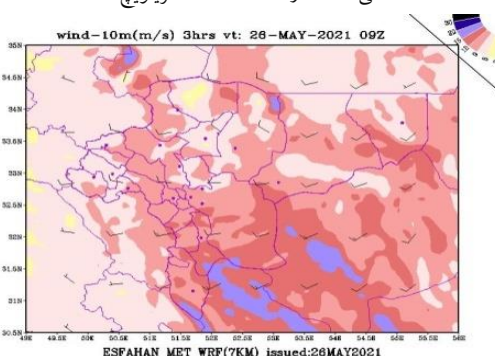 wind-10m(m/s) 3hrs vt: 26-MAY-2021 09Z
35N
34.5N
34N
33.5N
33N
32.5N
32N
31.5N
31N
30.5N
49E 49.5E 50E 50.5E 51E 51.5E 52E 52.5E 53E 53.5E 54E 54.5E 55E 55.5E 56E
ESFAHAN MET WRF(7KM) issued:26MAY2021